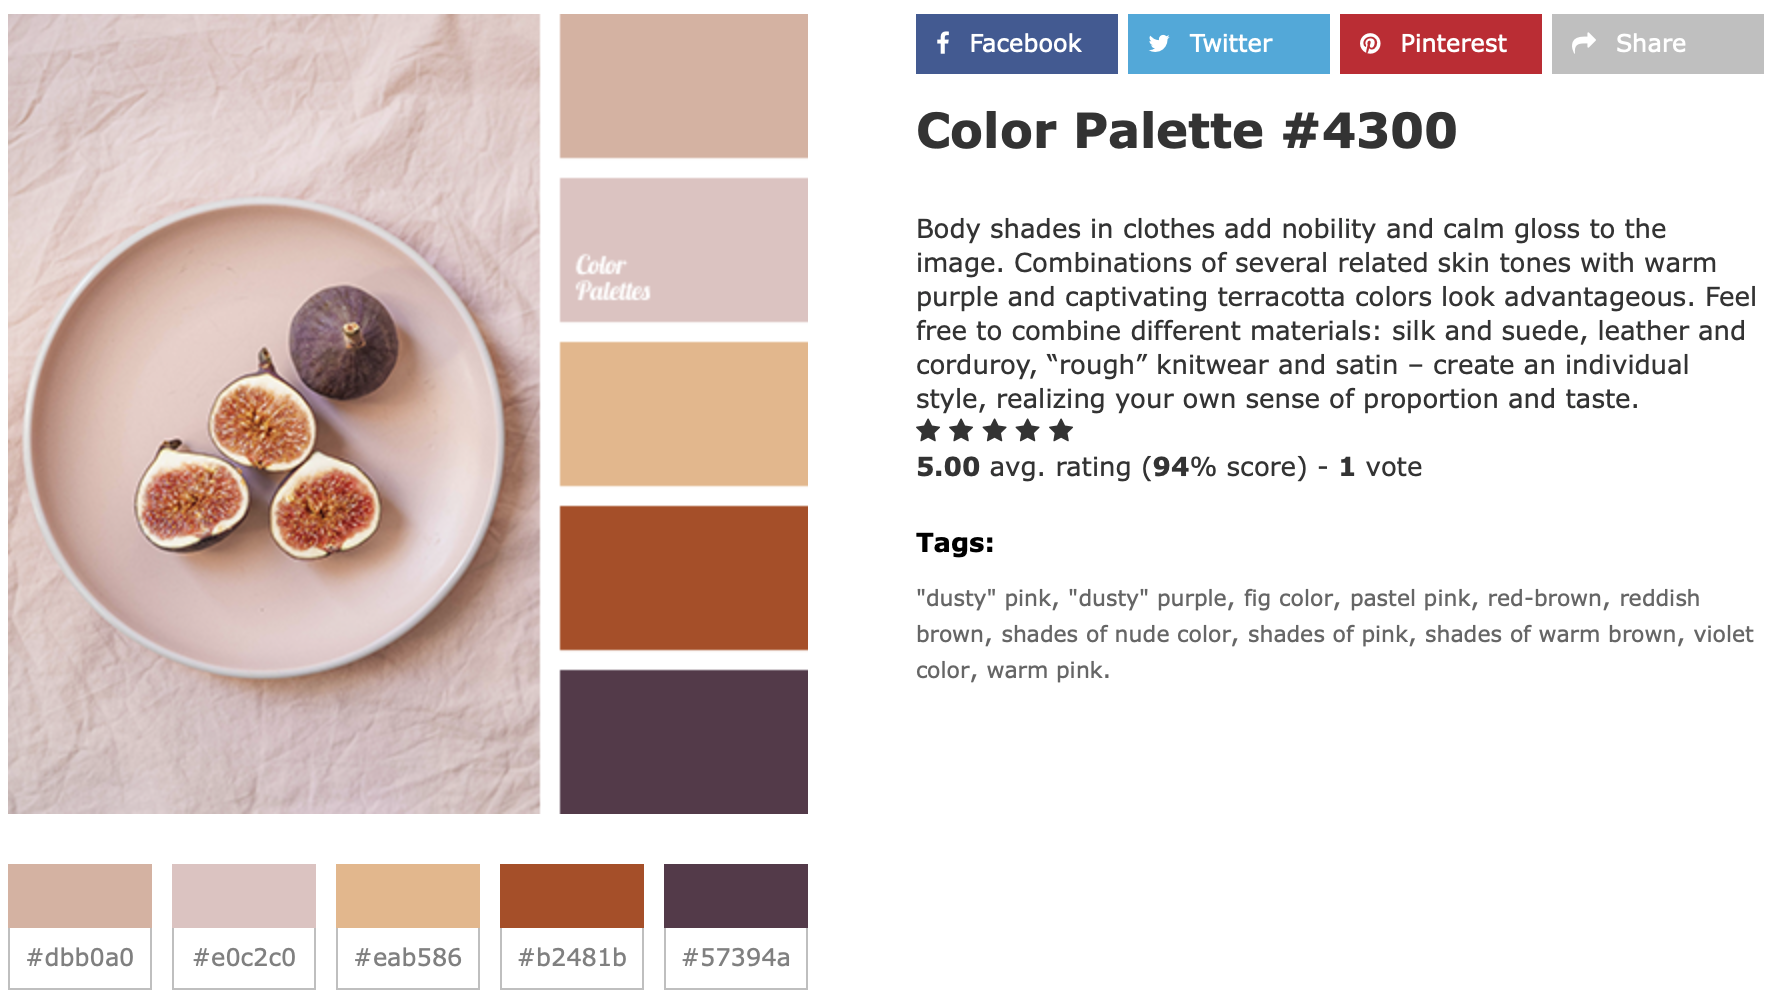 Color
Palettes
#dbb0a0
#e0c2c0
#eab586
#b2481b
#57394a
Facebook
Twitter
Pinterest
Share
Color Palette #4300
Body shades in clothes add nobility and calm gloss to the
image. Combinations of several related skin tones with warm
purple and captivating terracotta colors look advantageous. Feel
free to combine different materials: silk and suede, leather and
corduroy, “rough” knitwear and satin – create an individual
style, realizing your own sense of proportion and taste.
5.00 avg. rating (94% score) - 1 vote
Tags:
"dusty" pink, "dusty" purple, fig color, pastel pink, red-brown, reddish
brown, shades of nude color, shades of pink, shades of warm brown, violet
color, warm pink.